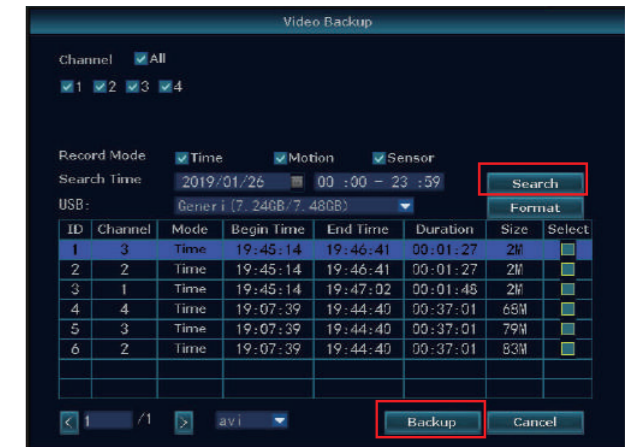 Video Backup
Channel All
1 2 3 4
Record Mode Time Motion Sensor
Search Time 2019/01/26 00 :00 - 23 :59 Search
USB: Generi(7.24GB/7.48GB) Format
ID Channel Mode Begin Time End Time Duration Size Select
1 3 Time 19:45:14 19:46:41 00:01:27 2M
2 2 Time 19:45:14 19:46:41 00:01:27 2M
3 1 Time 19:45:14 19:47:02 00:01:48 2M
4 4 Time 19:07:39 19:44:40 00:37:01 68M
5 3 Time 19:07:39 19:44:40 00:37:01 79M
6 2 Time 19:07:39 19:44:40 00:37:01 83M
< 1 /1 > avi Backup Cancel